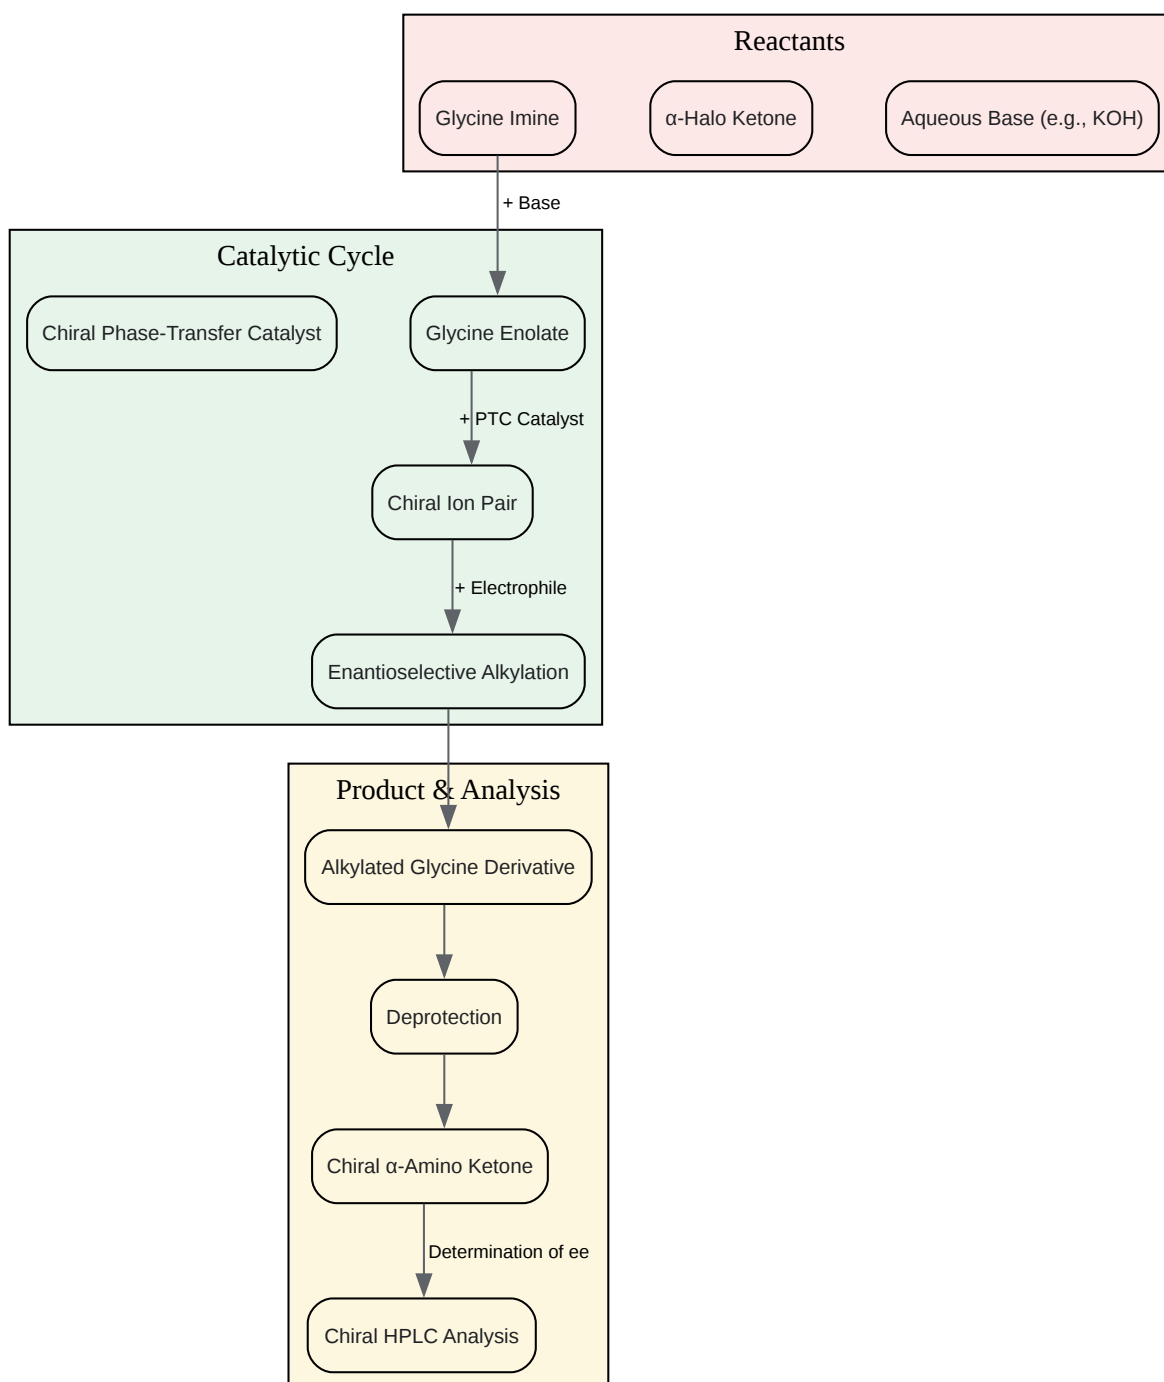 Reactants
Glycine Imine
α-Halo Ketone
Aqueous Base (e.g., KOH)
+ Base
Catalytic Cycle
Chiral Phase-Transfer Catalyst
Glycine Enolate
+ PTC Catalyst
Chiral Ion Pair
+ Electrophile
Enantioselective Alkylation
Product & Analysis
Alkylated Glycine Derivative
Deprotection
Chiral α-Amino Ketone
Determination of ee
Chiral HPLC Analysis